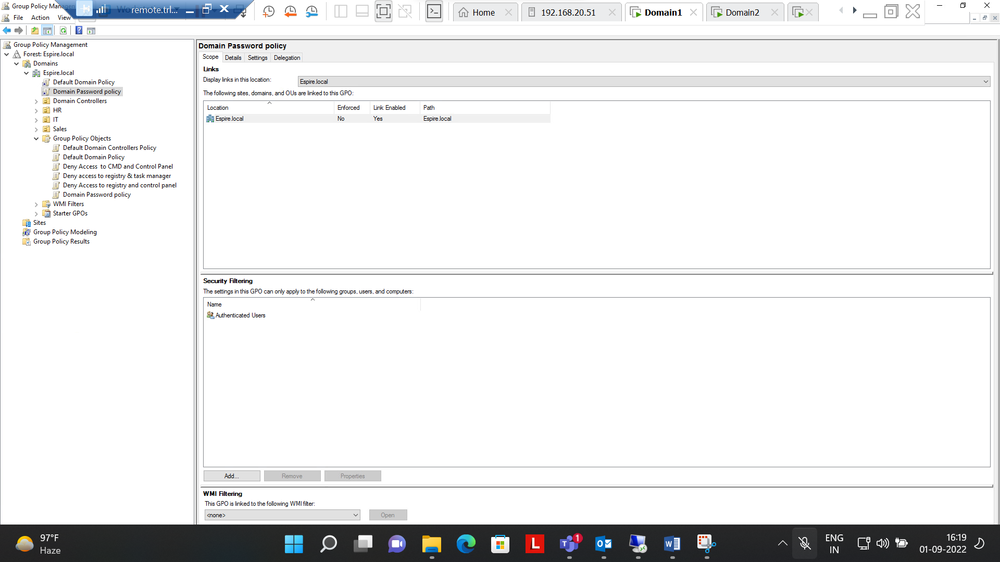 Group Policy Manage
remote.trl...
Home
192.168.20.51
Domain1
Domain2
File Action View
Group Policy Management
Forest: Espire.local
Domains
Espire.local
Default Domain Policy
Domain Password policy
Domain Controllers
HR
IT
Sales
Group Policy Objects
Default Domain Controllers Policy
Default Domain Policy
Deny Access  to CMD and Control Panel
Deny access to registry & task manager
Deny Access to registry and control panel
Domain Password policy
WMI Filters
Starter GPOs
Sites
Group Policy Modeling
Group Policy Results
Domain Password policy
Scope Details Settings Delegation
Links
Display links in this location: Espire.local
The following sites, domains, and OUs are linked to this GPO:
Location Enforced Link Enabled Path
Espire.local No Yes Espire.local
Security Filtering
The settings in this GPO can only apply to the following groups, users, and computers:
Name
Authenticated Users
Add... Remove Properties
WMI Filtering
This GPO is linked to the following WMI filter:
<none> Open
97°F
Haze
L
1
ENG
IN
16:19
01-09-2022